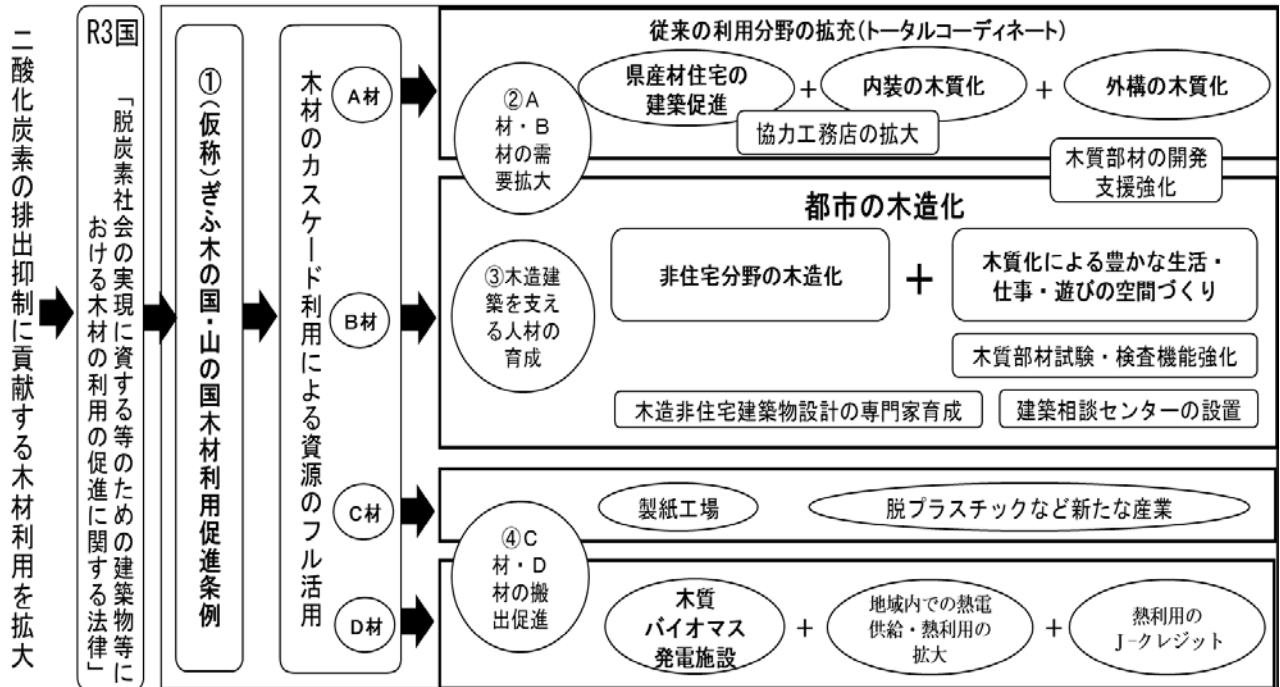 二酸化炭素の排出抑制に貢献する木材利用を拡大
R3国
「脱炭素社会の実現に資する等のための建築物等に
おける木材の利用の促進に関する法律」
①(仮称)ぎふ木の国・山の国木材利用促進条例
木材のカスケード利用による資源のフル活用
A材
B材
C材
D材
②A
材・B
材の需
要拡大
③木造建
築を支え
る人材の
育成
④C
材・D
材の搬
出促進
従来の利用分野の拡充(トータルコーディネート)
県産材住宅の
建築促進
+
内装の木質化
+
外構の木質化
協力工務店の拡大
木質部材の開発
支援強化
都市の木造化
非住宅分野の木造化
+
木質化による豊かな生活・
仕事・遊びの空間づくり
木質部材試験・検査機能強化
木造非住宅建築物設計の専門家育成
建築相談センターの設置
製紙工場
脱プラスチックなど新たな産業
木質
バイオマス
発電施設
+
地域内での熱電
供給・熱利用の
拡大
+
熱利用の
J-クレジット